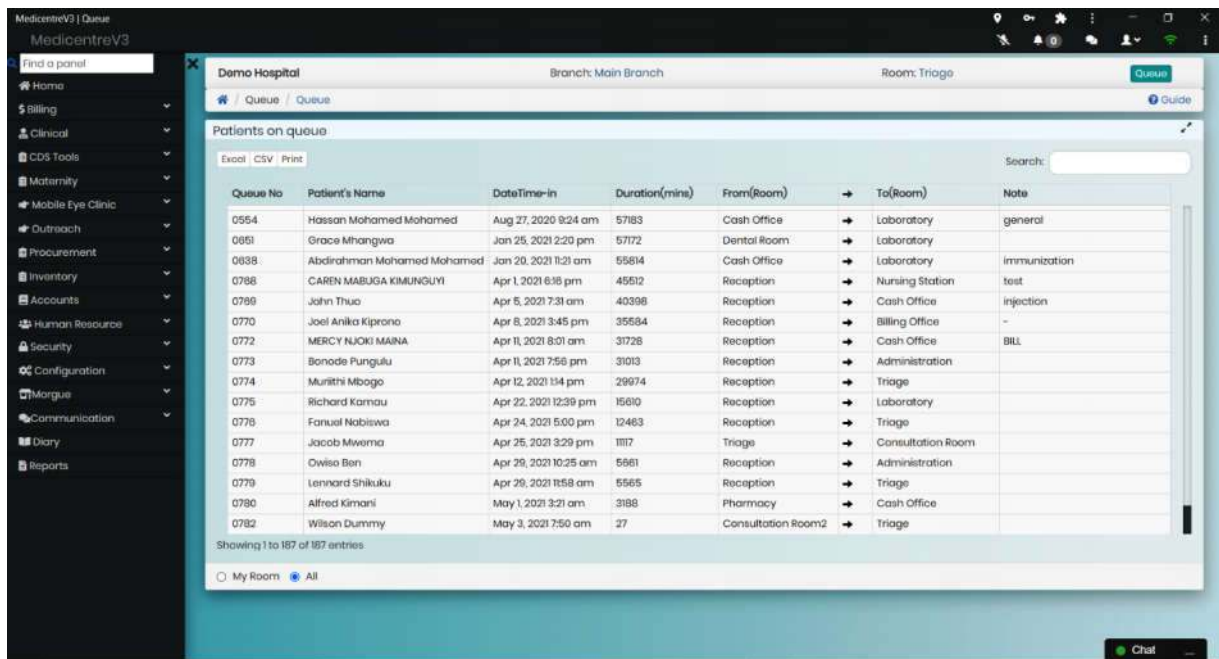 MedicentreV3 | Queue
MedicentreV3
0
Find a panel
Home
Billing
Clinical
CDS Tools
Maternity
Mobile Eye Clinic
Outreach
Procurement
Inventory
Accounts
Human Resource
Security
Configuration
Morgue
Communication
Diary
Reports
Demo Hospital Branch: Main Branch Room: Triage Queue
/ Queue / Queue Guide
Patients on queue
Excel CSV Print Search:
Queue No Patient's Name DateTime-in Duration(mins) From(Room) → To(Room) Note
0554 Hassan Mohamed Mohamed Aug 27, 2020 9:24 am 57183 Cash Office → Laboratory general
0651 Grace Mhangwa Jan 25, 2021 2:20 pm 57172 Dental Room → Laboratory
0638 Abdirahman Mohamed Mohamed Jan 20, 2021 11:21 am 55814 Cash Office → Laboratory immunization
0768 CAREN MABUGA KIMUNGUYI Apr 1, 2021 6:16 pm 45512 Reception → Nursing Station test
0769 John Thuo Apr 5, 2021 7:31 am 40398 Reception → Cash Office injection
0770 Joel Anika Kiprono Apr 8, 2021 3:45 pm 35584 Reception → Billing Office -
0772 MERCY NJOKI MAINA Apr 11, 2021 8:01 am 31728 Reception → Cash Office BILL
0773 Bonode Pungulu Apr 11, 2021 7:56 pm 31013 Reception → Administration
0774 Muriithi Mbogo Apr 12, 2021 1:14 pm 29974 Reception → Triage
0775 Richard Kamau Apr 22, 2021 12:39 pm 15610 Reception → Laboratory
0776 Fanuel Nabiswa Apr 24, 2021 5:00 pm 12463 Reception → Triage
0777 Jacob Mwema Apr 25, 2021 3:29 pm 11117 Triage → Consultation Room
0778 Owiso Ben Apr 29, 2021 10:25 am 5661 Reception → Administration
0779 Lennard Shikuku Apr 29, 2021 11:58 am 5565 Reception → Triage
0780 Alfred Kimani May 1, 2021 3:21 am 3188 Pharmacy → Cash Office
0782 Wilson Dummy May 3, 2021 7:50 am 27 Consultation Room2 → Triage
Showing 1 to 187 of 187 entries
My Room All
Chat